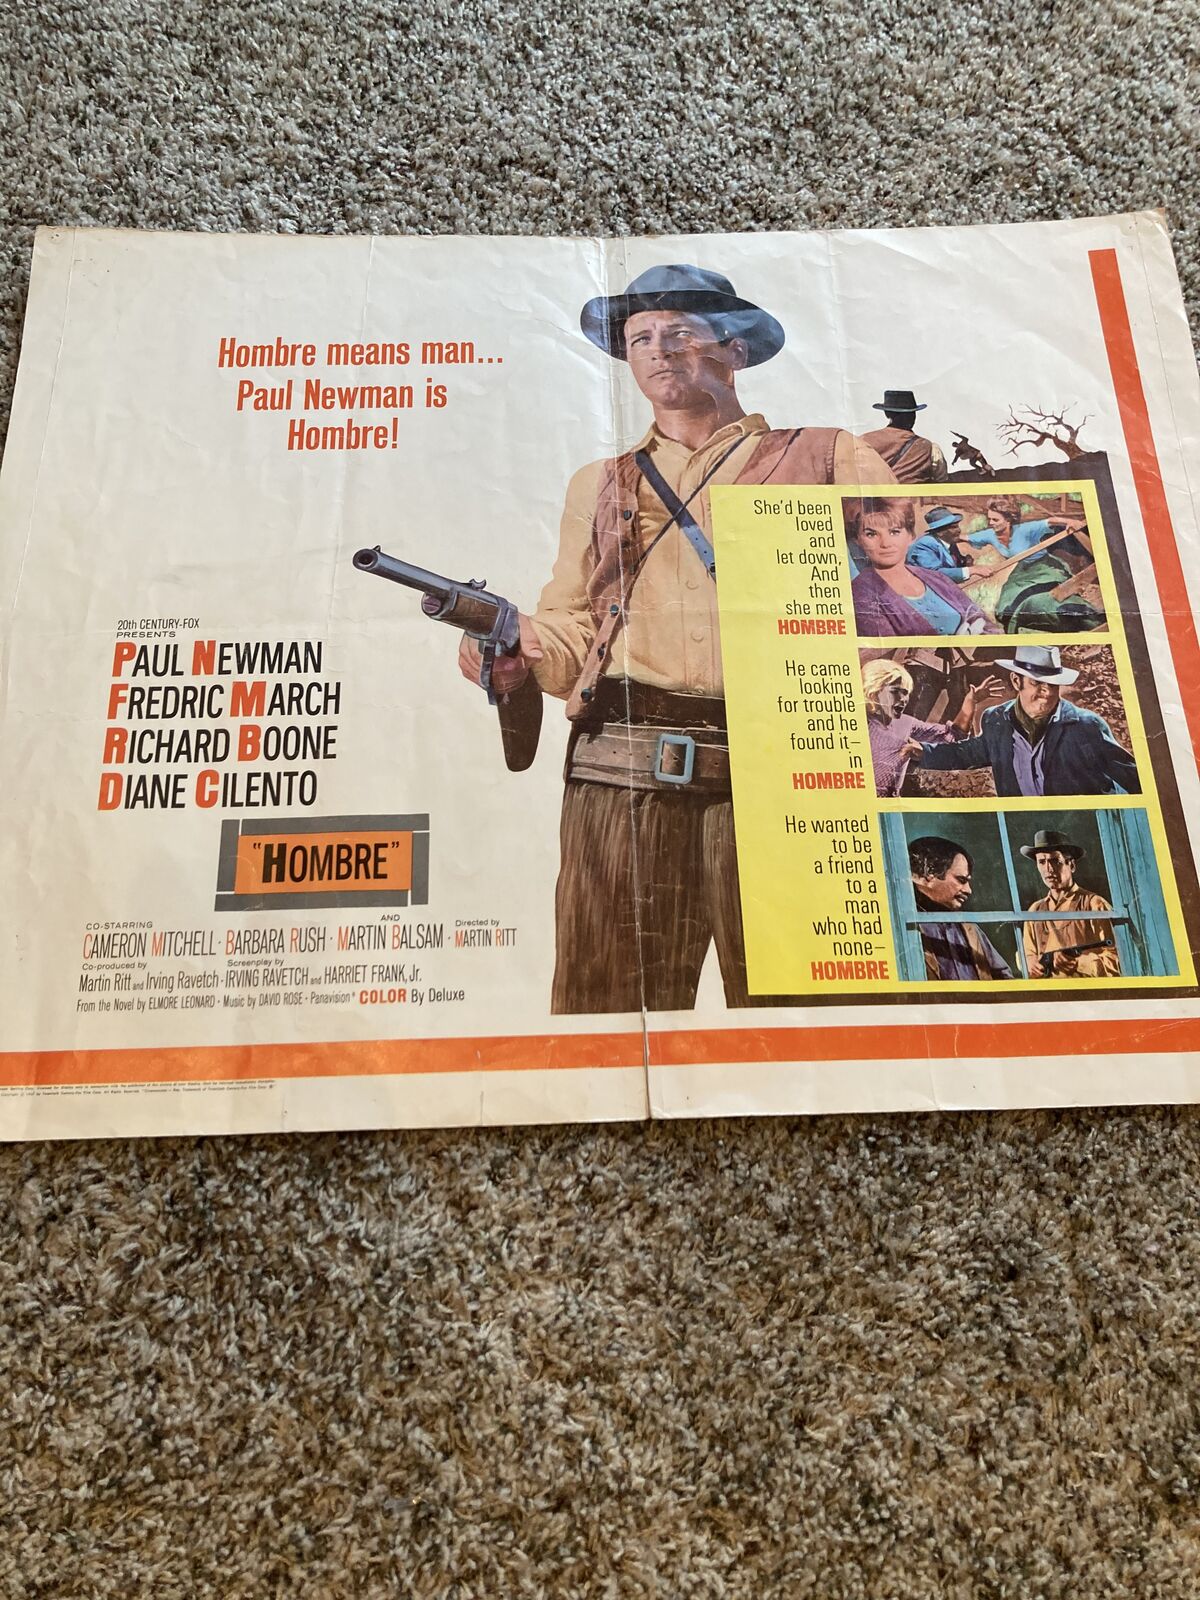 Hombre means man...
Paul Newman is
Hombre!
20th CENTURY-FOX
PRESENTS
PAUL NEWMAN
FREDRIC MARCH
RICHARD BOONE
DIANE CILENTO
"HOMBRE"
CO-STARRING
CAMERON MITCHELL · BARBARA RUSH · AND MARTIN BALSAM · Directed by MARTIN RITT
Co-produced by
Martin Ritt and Irving Ravetch · Screenplay by IRVING RAVETCH and HARRIET FRANK, Jr.
From the Novel by ELMORE LEONARD · Music by DAVID ROSE · Panavision® COLOR By Deluxe
She'd been
loved
and
let down,
And
then
she met
HOMBRE
He came
looking
for trouble
and he
found it—
in
HOMBRE
He wanted
to be
a friend
to a
man
who had
none—
HOMBRE